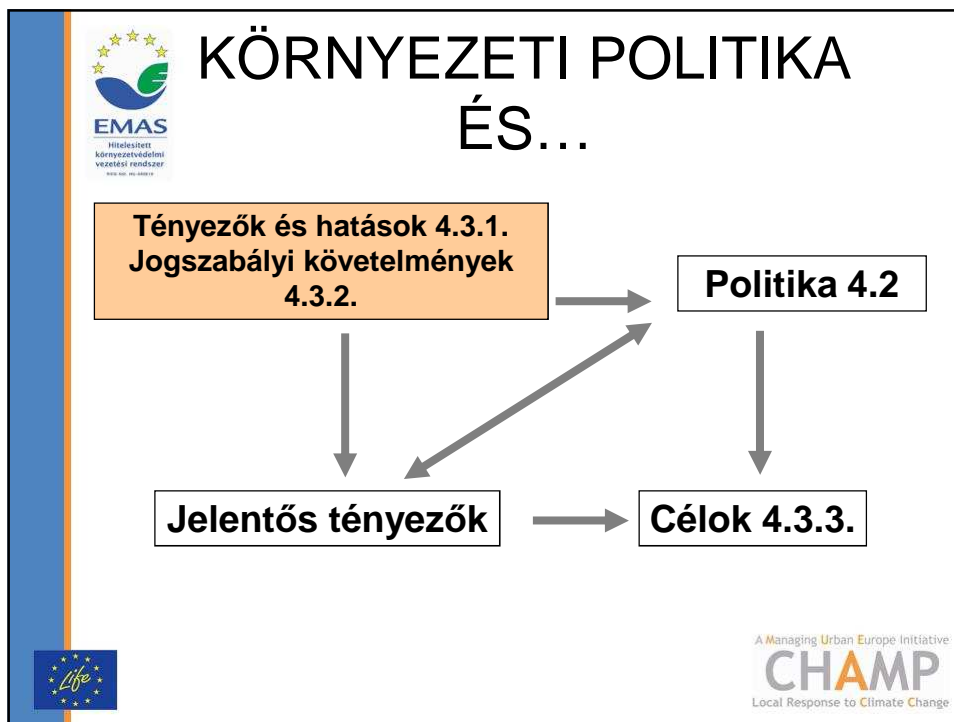 KÖRNYEZETI POLITIKA
ÉS…
EMAS
Hitelesített
környezetvédelmi
vezetési rendszer
Tényezők és hatások 4.3.1.
Jogszabályi követelmények
4.3.2.
Politika 4.2
Jelentős tényezők
Célok 4.3.3.
Life
A Managing Urban Europe Initiative
CHAMP
Local Response to Climate Change